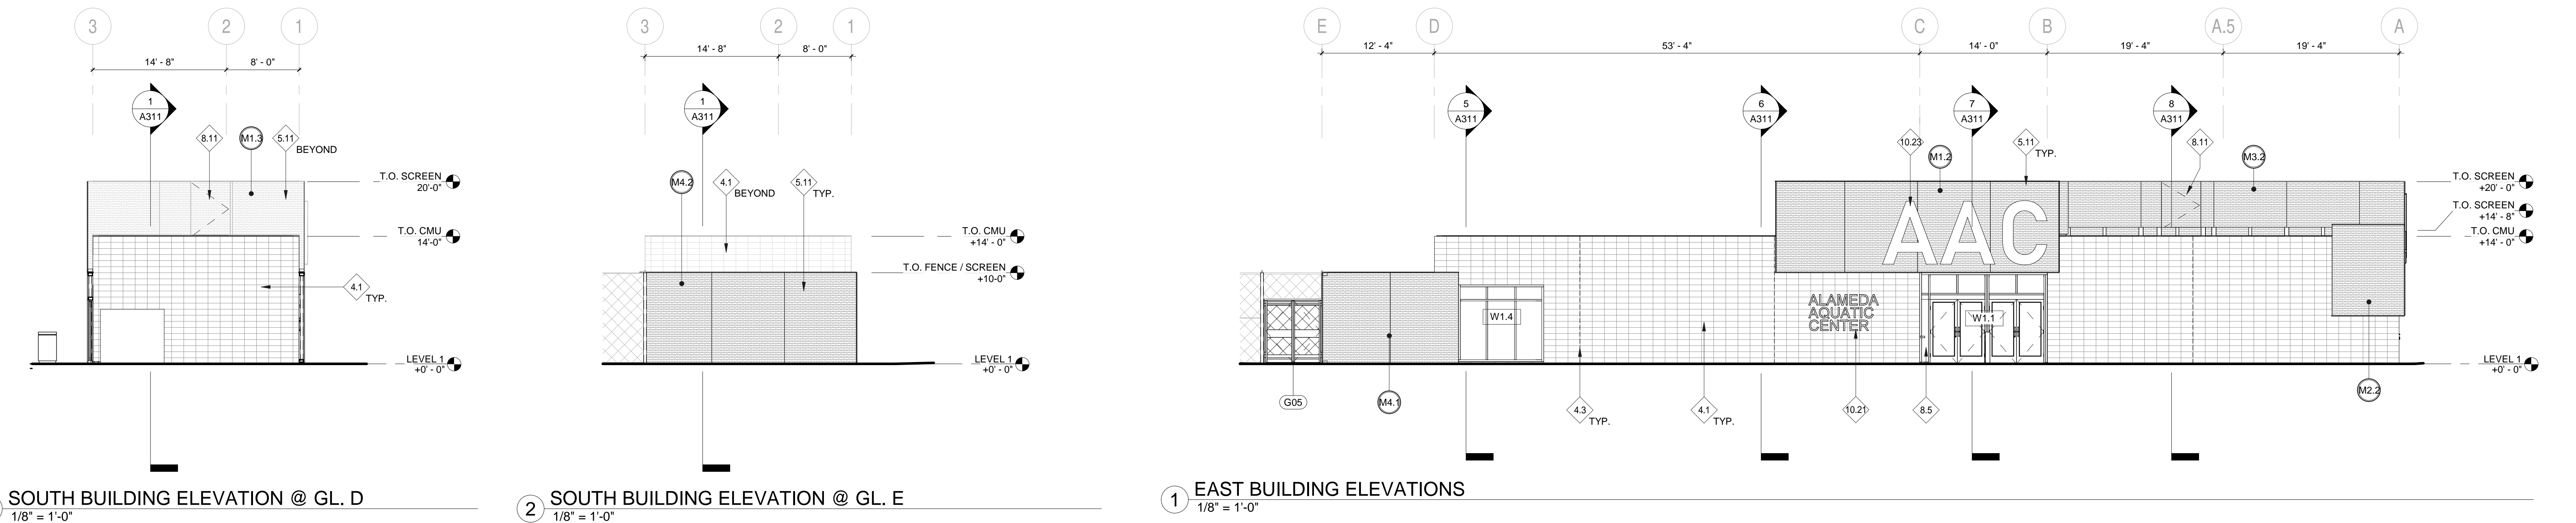 3
2
1
14' - 8"
8' - 0"
1
A311
8.11
M1.3
5.11
BEYOND
T.O. SCREEN
20'-0"
T.O. CMU
14'-0"
4.1
TYP.
LEVEL 1
+0' - 0"
SOUTH BUILDING ELEVATION @ GL. D
1/8" = 1'-0"
3
2
1
14' - 8"
8' - 0"
1
A311
M4.2
4.1
BEYOND
5.11
TYP.
T.O. CMU
+14' - 0"
T.O. FENCE / SCREEN
+10-0"
LEVEL 1
+0' - 0"
2
SOUTH BUILDING ELEVATION @ GL. E
1/8" = 1'-0"
E
D
C
B
A.5
A
12' - 4"
53' - 4"
14' - 0"
19' - 4"
19' - 4"
5
A311
6
A311
7
A311
8
A311
10.23
M1.2
5.11
TYP.
8.11
M3.2
T.O. SCREEN
+20' - 0"
T.O. SCREEN
+14' - 8"
T.O. CMU
+14' - 0"
AAC
ALAMEDA
AQUATIC
CENTER
W1.4
W1.1
LEVEL 1
+0' - 0"
G05
M4.1
4.3
TYP.
4.1
TYP.
10.21
8.5
M2.2
1
EAST BUILDING ELEVATIONS
1/8" = 1'-0"